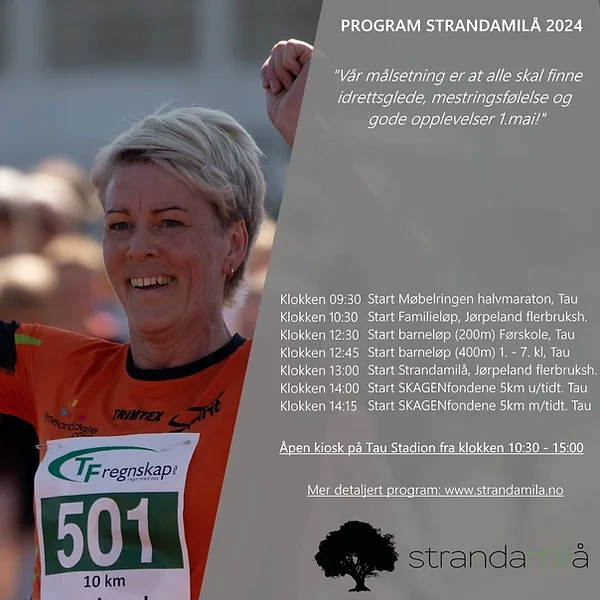 PROGRAM STRANDAMILÅ 2024
"Vår målsetning er at alle skal finne
idrettsglede, mestringsfølelse og
gode opplevelser 1.mai!"
Klokken 09:30 Start Møbelringen halvmaraton, Tau
Klokken 10:30 Start Familieløp, Jørpeland flerbruksh.
Klokken 12:30 Start barneløp (200m) Førskole, Tau
Klokken 12:45 Start barneløp (400m) 1. - 7. kl, Tau
Klokken 13:00 Start Strandamilå, Jørpeland flerbruksh.
Klokken 14:00 Start SKAGENfondene 5km u/tidt. Tau
Klokken 14:15 Start SKAGENfondene 5km m/tidt. Tau
Åpen kiosk på Tau Stadion fra klokken 10:30 - 15:00
Mer detaljert program: www.strandamila.no
strandamilå
TRIMTEX
TF regnskap
regn med oss
501
10 km